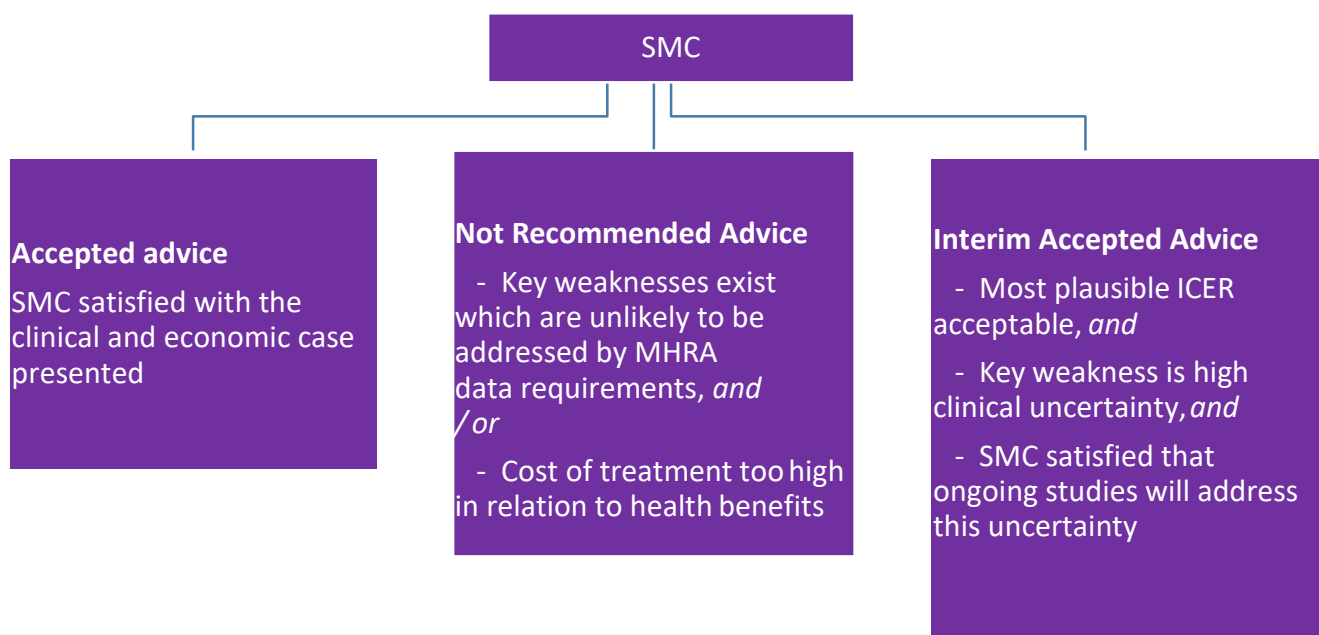 SMC
Accepted advice
SMC satisfied with the
clinical and economic case
presented
Not Recommended Advice
- Key weaknesses exist
which are unlikely to be
addressed by MHRA
data requirements, and
/ or
- Cost of treatment too high
in relation to health benefits
Interim Accepted Advice
- Most plausible ICER
acceptable, and
- Key weakness is high
clinical uncertainty, and
- SMC satisfied that
ongoing studies will address
this uncertainty